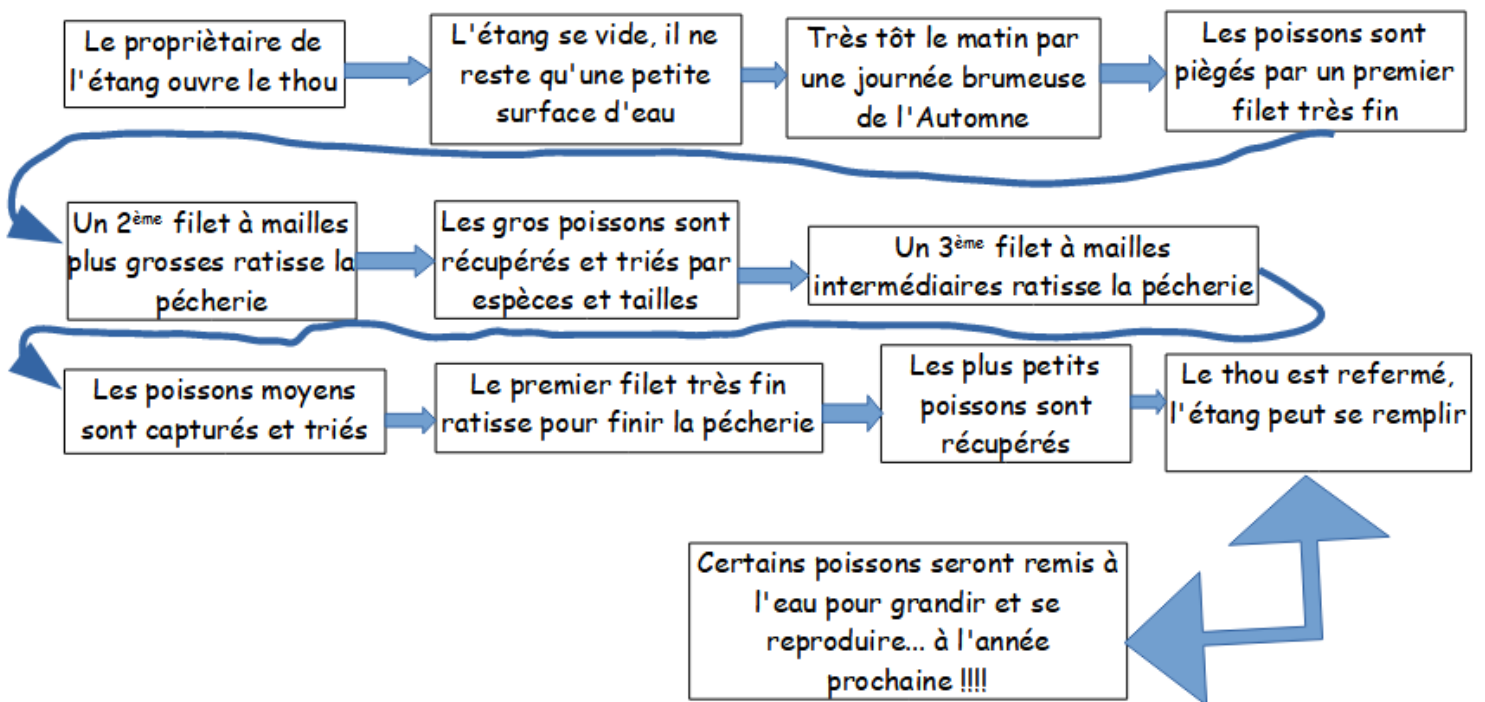 Le propriètaire de
l'étang ouvre le thou
L'étang se vide, il ne
reste qu'une petite
surface d'eau
Très tôt le matin par
une journée brumeuse
de l'Automne
Les poissons sont
piègés par un premier
filet très fin
Un 2ème filet à mailles
plus grosses ratisse la
pécherie
Les gros poissons sont
récupérés et triés par
espèces et tailles
Un 3ème filet à mailles
intermédiaires ratisse la pécherie
Les poissons moyens
sont capturés et triés
Le premier filet très fin
ratisse pour finir la pécherie
Les plus petits
poissons sont
récupérés
Le thou est refermé,
l'étang peut se remplir
Certains poissons seront remis à
l'eau pour grandir et se
reproduire... à l'année
prochaine !!!!